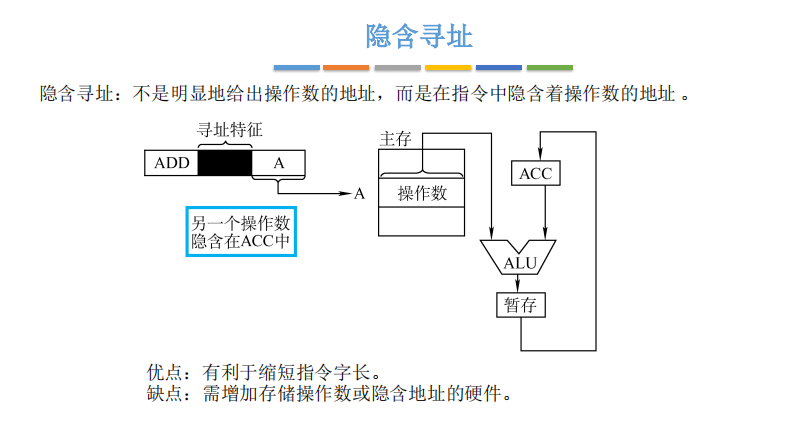 隐含寻址
隐含寻址：不是明显地给出操作数的地址，而是在指令中隐含着操作数的地址 。
寻址特征
ADD
A
A
另一个操作数
隐含在ACC中
主存
操作数
ACC
ALU
暂存
优点：有利于缩短指令字长。
缺点：需增加存储操作数或隐含地址的硬件。